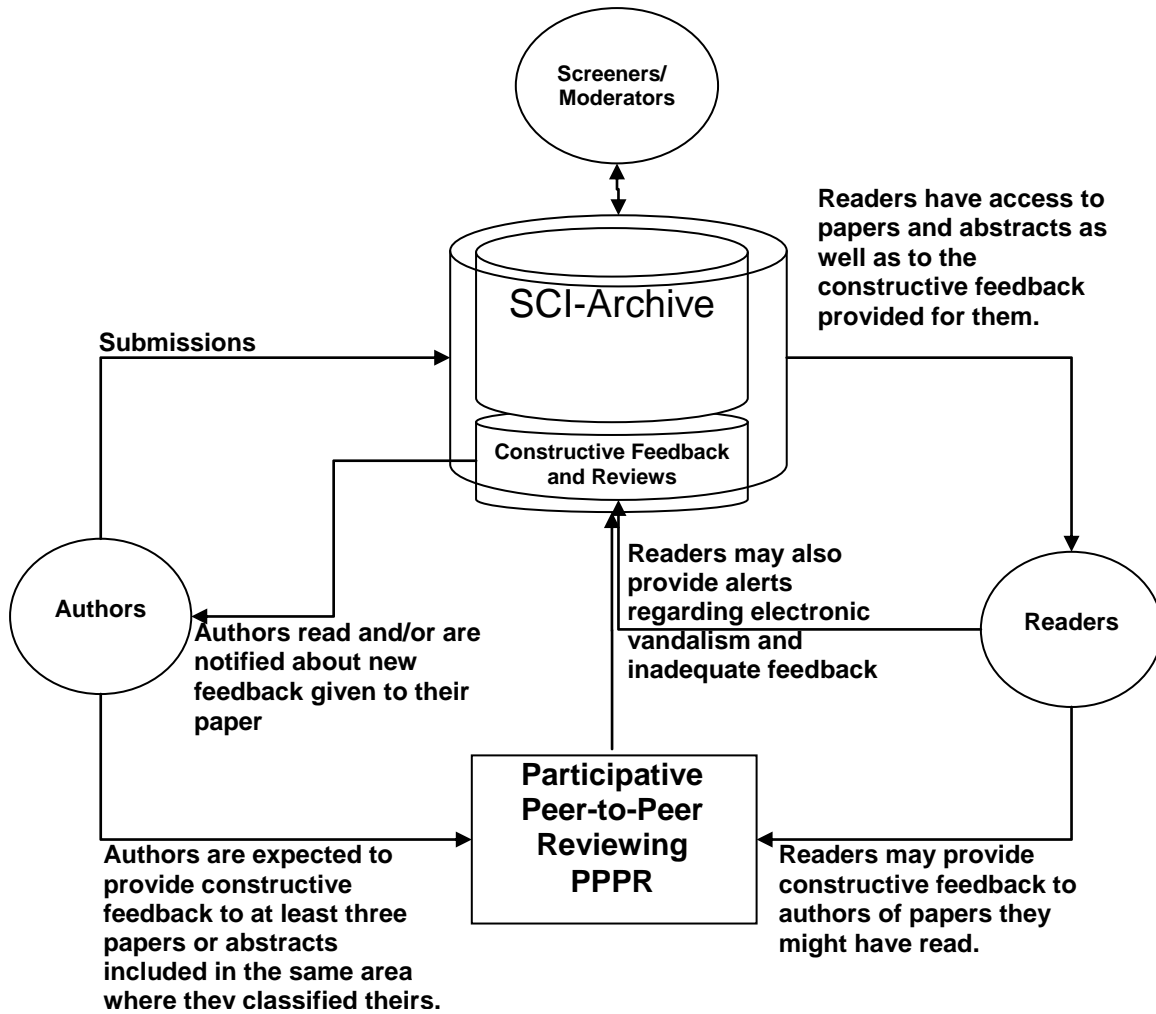 Screeners/
Moderators
Readers have access to
papers and abstracts as
well as to the
constructive feedback
provided for them.
SCI-Archive
Submissions
Constructive Feedback
and Reviews
Readers may also
provide alerts
regarding electronic
vandalism and
inadequate feedback
Authors
Readers
Authors read and/or are
notified about new
feedback given to their
paper
Participative
Peer-to-Peer
Reviewing
PPPR
Authors are expected to
provide constructive
feedback to at least three
papers or abstracts
included in the same area
where they classified theirs.
Readers may provide
constructive feedback to
authors of papers they
might have read.